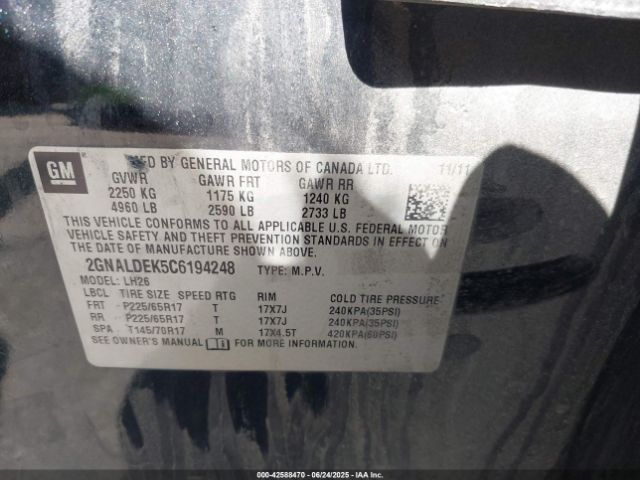 GM
MFD BY GENERAL MOTORS OF CANADA LTD. 11/11
GVWR GAWR FRT GAWR RR
2250 KG 1175 KG 1240 KG
4960 LB 2590 LB 2733 LB
THIS VEHICLE CONFORMS TO ALL APPLICABLE U.S. FEDERAL MOTOR
VEHICLE SAFETY AND THEFT PREVENTION STANDARDS IN EFFECT ON
THE DATE OF MANUFACTURE SHOWN ABOVE.
2GNALDEK5C6194248 TYPE: M.P.V.
MODEL: LH26
LBCL TIRE SIZE SPEED RTG RIM COLD TIRE PRESSURE
FRT P225/65R17 T 17X7J 240KPA(35PSI)
RR P225/65R17 T 17X7J 240KPA(35PSI)
SPA T145/70R17 M 17X4.5T 420KPA(60PSI)
SEE OWNER'S MANUAL FOR MORE INFORMATION.
000-42588470 - 06/24/2025 - IAAI.COM